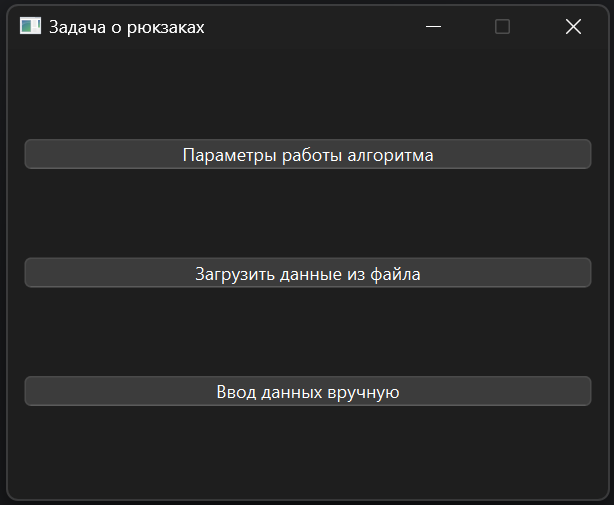 Задача о рюкзаках
Параметры работы алгоритма
Загрузить данные из файла
Ввод данных вручную